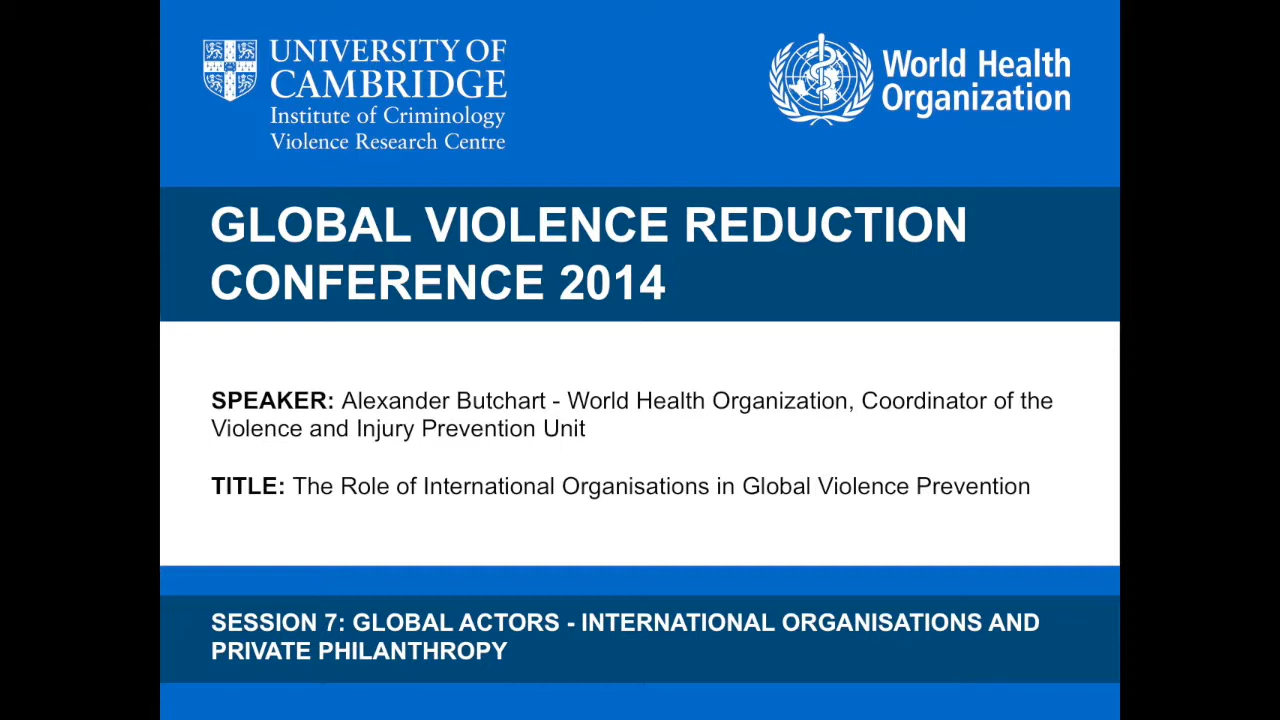 UNIVERSITY OF
CAMBRIDGE
Institute of Criminology
Violence Research Centre
World Health
Organization
GLOBAL VIOLENCE REDUCTION
CONFERENCE 2014
SPEAKER: Alexander Butchart - World Health Organization, Coordinator of the
Violence and Injury Prevention Unit
TITLE: The Role of International Organisations in Global Violence Prevention
SESSION 7: GLOBAL ACTORS - INTERNATIONAL ORGANISATIONS AND
PRIVATE PHILANTHROPY